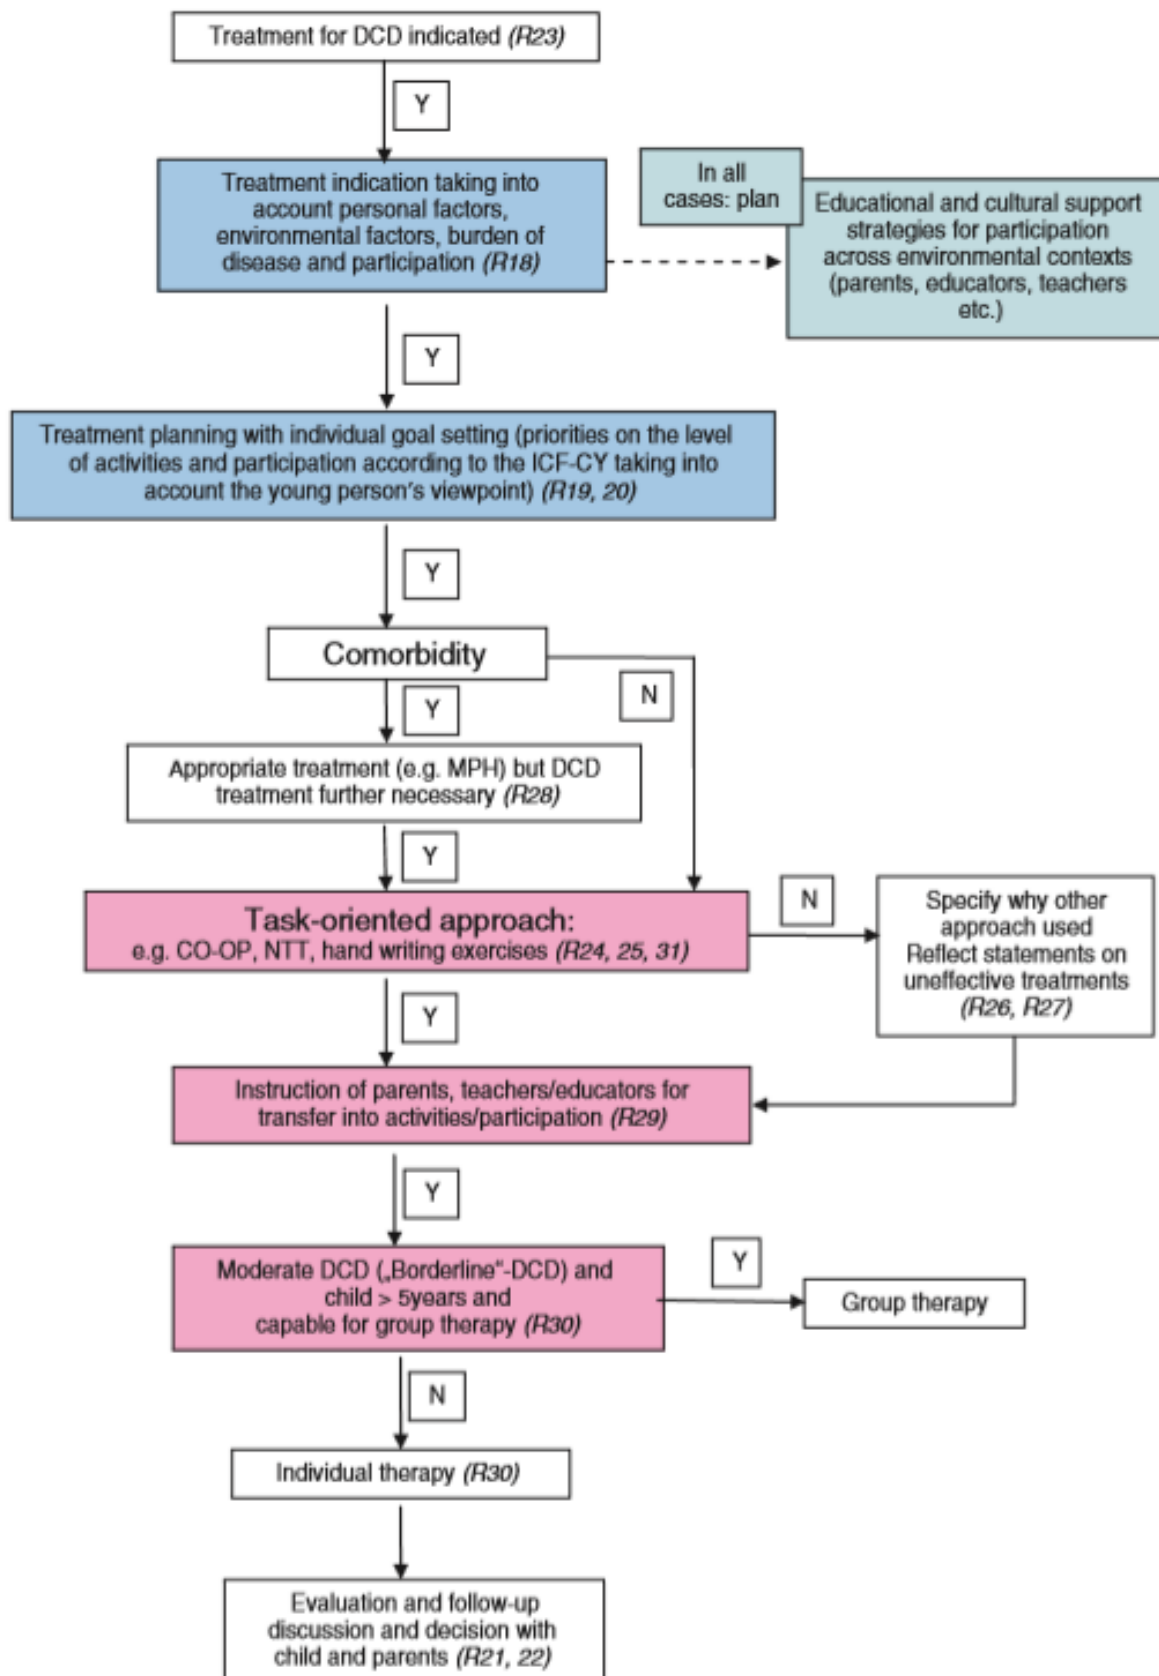 Treatment for DCD indicated (R23)
Y
Treatment indication taking into
account personal factors,
environmental factors, burden of
disease and participation (R18)
In all
cases: plan
Educational and cultural support
strategies for participation
across environmental contexts
(parents, educators, teachers
etc.)
Y
Treatment planning with individual goal setting (priorities on the level
of activities and participation according to the ICF-CY taking into
account the young person's viewpoint) (R19, 20)
Y
Comorbidity
N
Y
Appropriate treatment (e.g. MPH) but DCD
treatment further necessary (R28)
Y
Task-oriented approach:
e.g. CO-OP, NTT, hand writing exercises (R24, 25, 31)
N
Specify why other
approach used
Reflect statements on
uneffective treatments
(R26, R27)
Y
Instruction of parents, teachers/educators for
transfer into activities/participation (R29)
Y
Moderate DCD („Borderline“-DCD) and
child > 5years and
capable for group therapy (R30)
Y
Group therapy
N
Individual therapy (R30)
Evaluation and follow-up
discussion and decision with
child and parents (R21, 22)